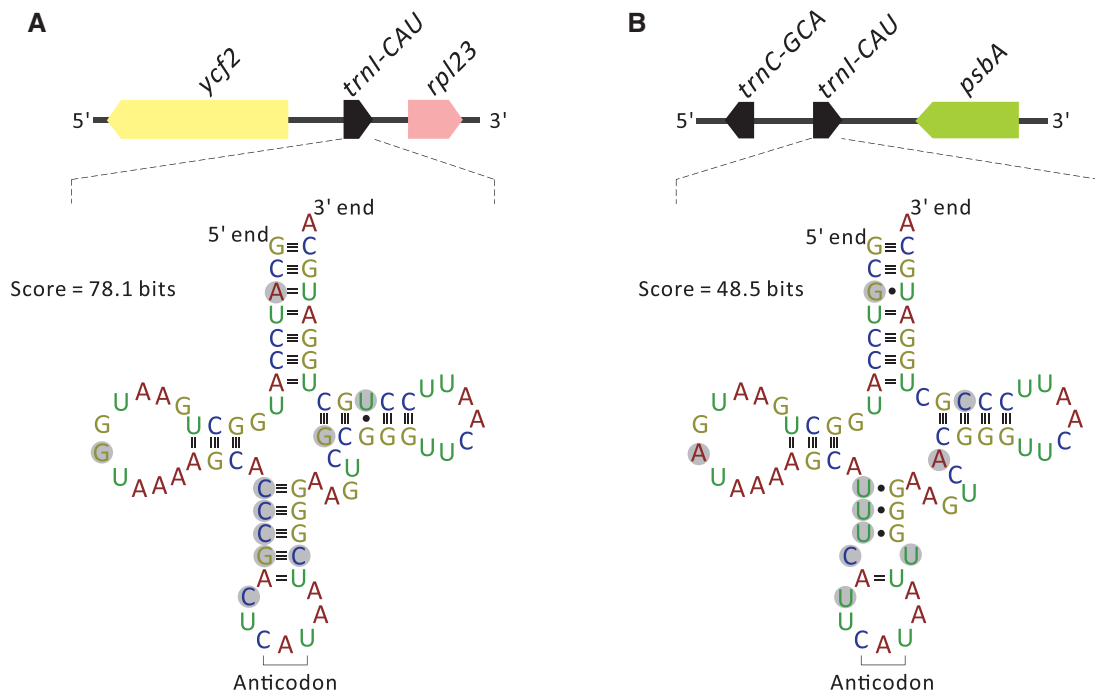 A
ycf2
trnI-CAU
rpl23
5'
3'
3' end
5' end
Score = 78.1 bits
A
G C
C G
A U
U A
C G
C G
A U
U
G G
C G
U C G
A G C
U G A A U G G U A A A A
A
C G
C G
C G
G C
A U
C A
U A
C A U
G G A A G U C
C G U C C U U A
G C G G G U U C A
Anticodon
B
trnC-GCA
trnI-CAU
psbA
5'
3'
3' end
5' end
Score = 48.5 bits
A
G C
C G
G U
U A
C G
C G
A U
U C
G G
C G
U C G
A G C
U G A A U G A U A A A A
A
U G
U G
U G
C U
A U
U A
U A
C A U
A A G U C A
G C C C U U A
C G G G U U C A
Anticodon